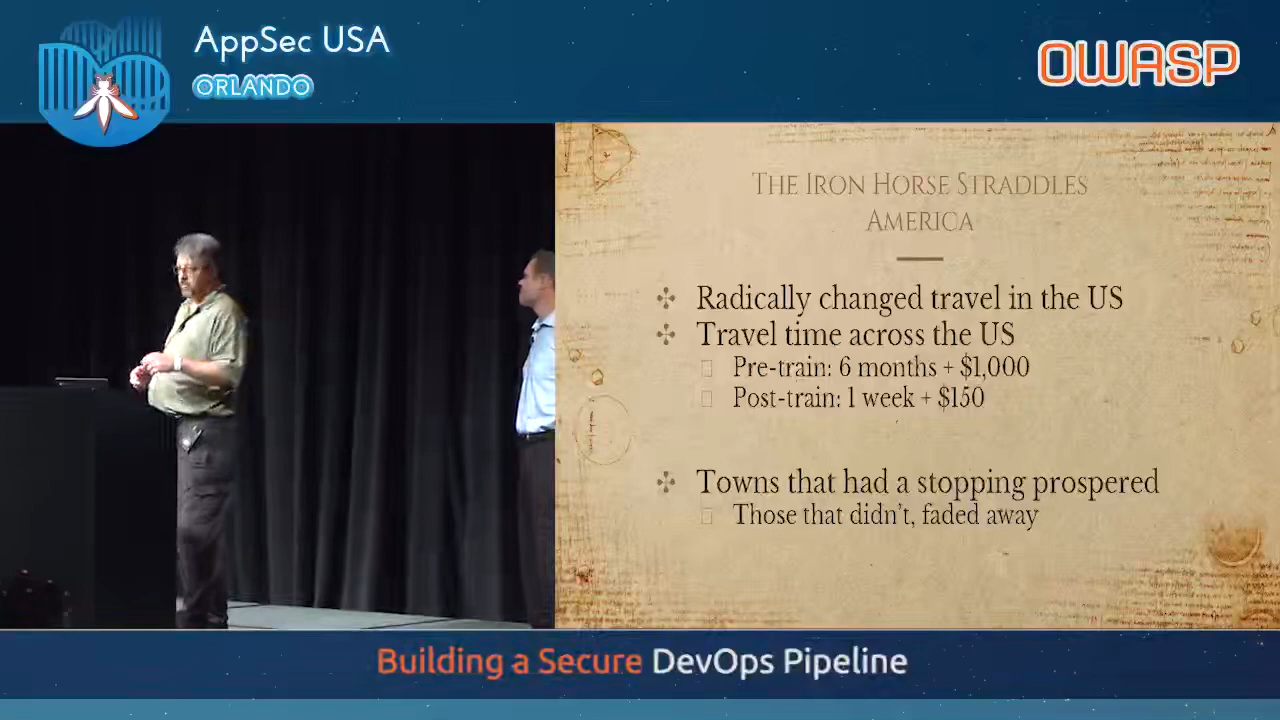 AppSec USA
ORLANDO
OWASP
THE IRON HORSE STRADDLES
AMERICA
Radically changed travel in the US
Travel time across the US
Pre-train: 6 months + $1,000
Post-train: 1 week + $150
Towns that had a stopping prospered
Those that didn't, faded away
Building a Secure DevOps Pipeline